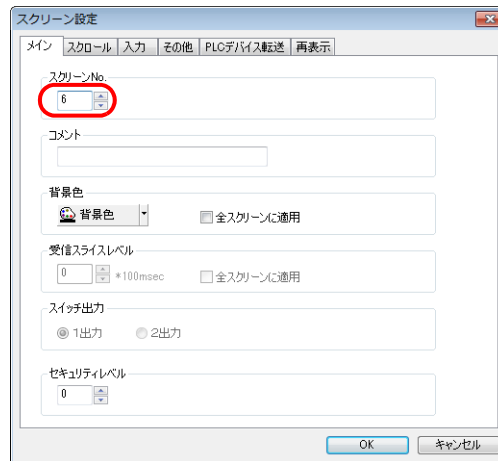 スクリーン設定
メイン スクロール 入力 その他 PLCデバイス転送 再表示
スクリーンNo.
6
コメント
背景色
背景色 全スクリーンに適用
受信スライスレベル
0 *100msec 全スクリーンに適用
スイッチ出力
1出力 2出力
セキュリティレベル
0
OK キャンセル